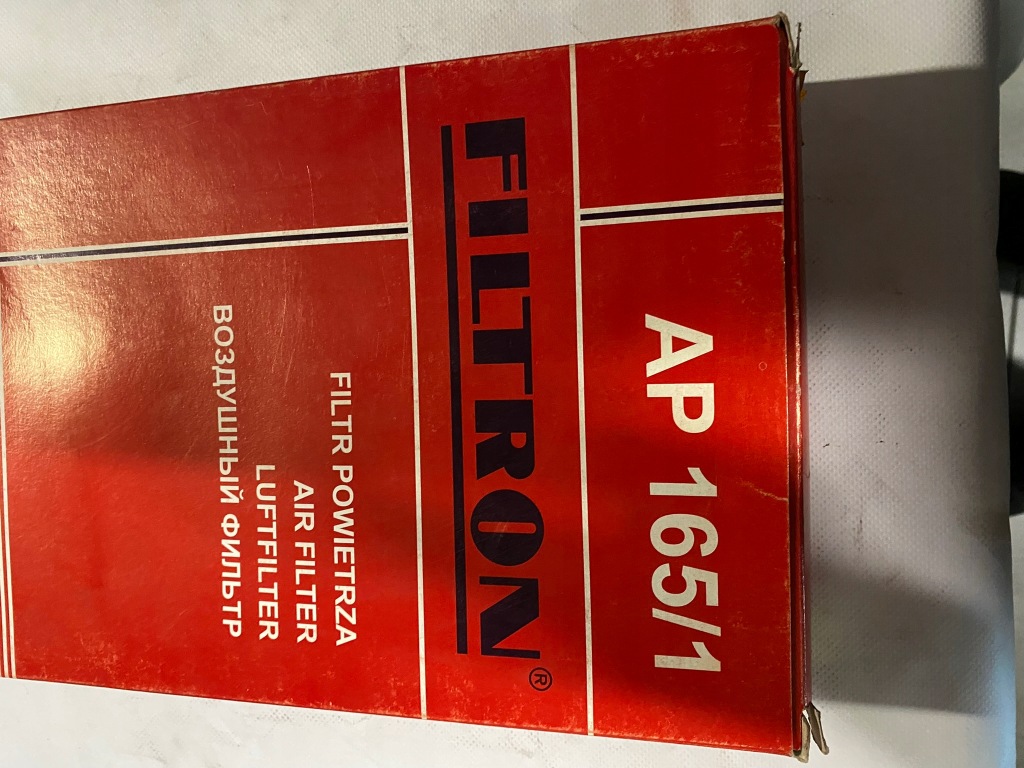 AP 165/1
FILTRON®
FILTR POWIETRZA
AIR FILTER
LUFTFILTER
ВОЗДУШНЫЙ ФИЛЬТР